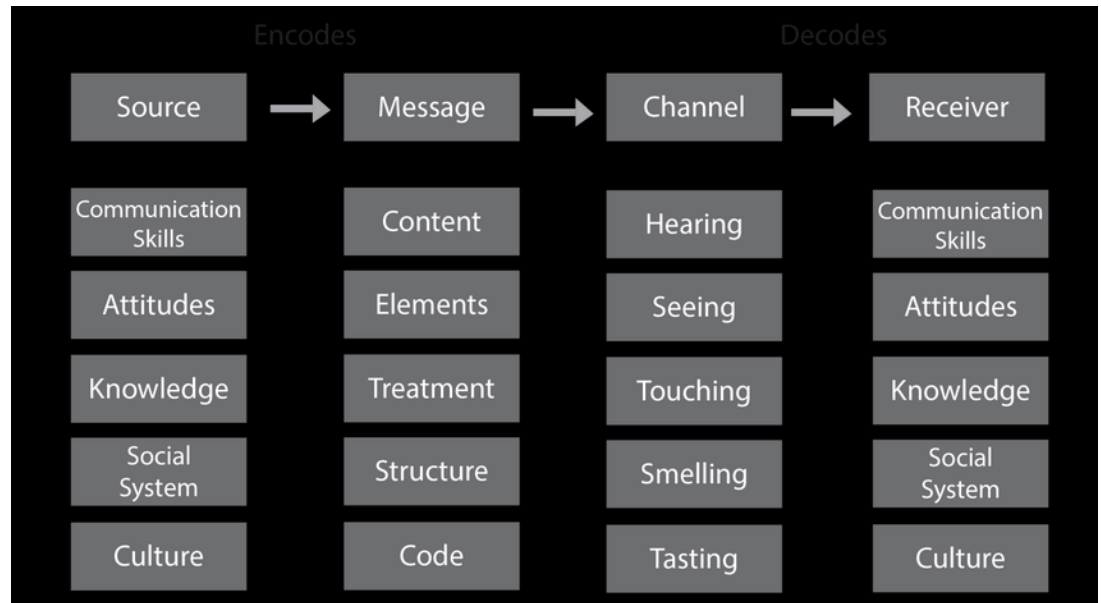 Encodes
Decodes
Source
Message
Channel
Receiver
Communication
Skills
Content
Hearing
Communication
Skills
Attitudes
Elements
Seeing
Attitudes
Knowledge
Treatment
Touching
Knowledge
Social
System
Structure
Smelling
Social
System
Culture
Code
Tasting
Culture